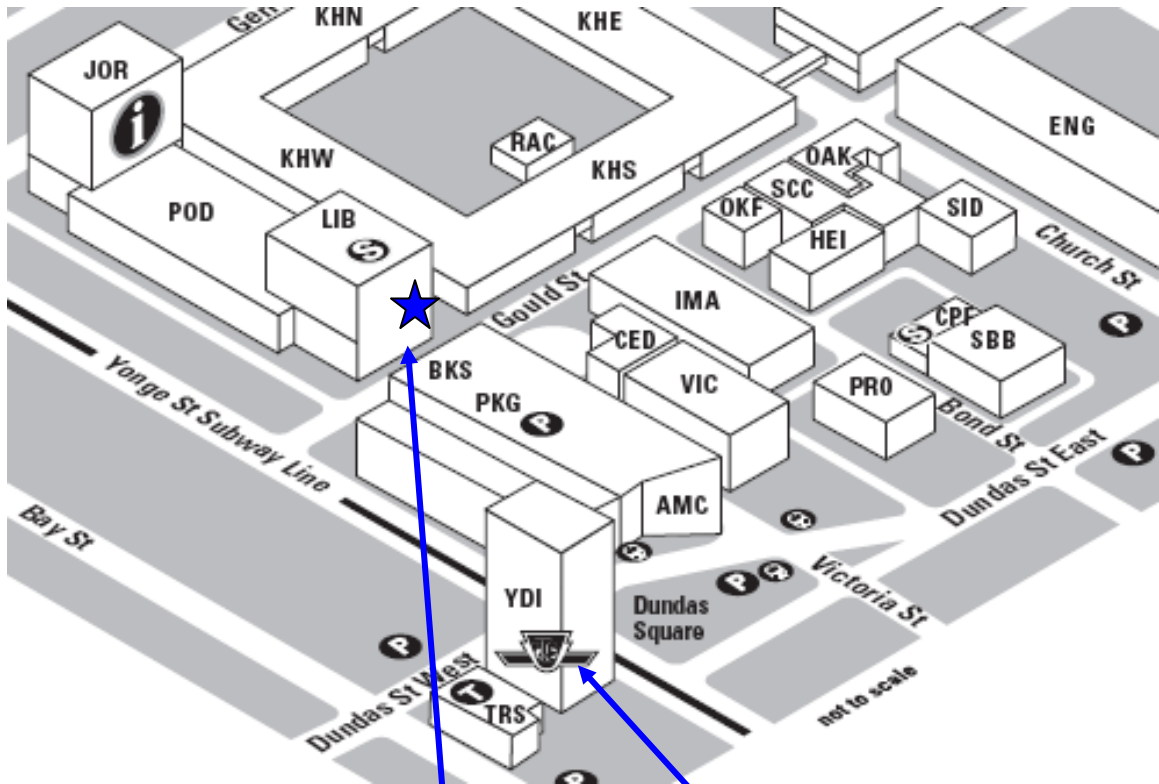 KHN
KHE
Gerr
JOR
i
ENG
RAC
OAK
KHW
KHS
SCC
POD
LIB
S
OKF
SID
HEI
Church St
Gould St
IMA
P
CPF
S
CED
SBB
BKS
VIC
PRO
Yonge St Subway Line
PKG
P
Bond St
P
Dundas St East
AMC
Bay St
P
Victoria St
YDI
Dundas
Square
P
Dundas St West
T
TRS
not to scale
P